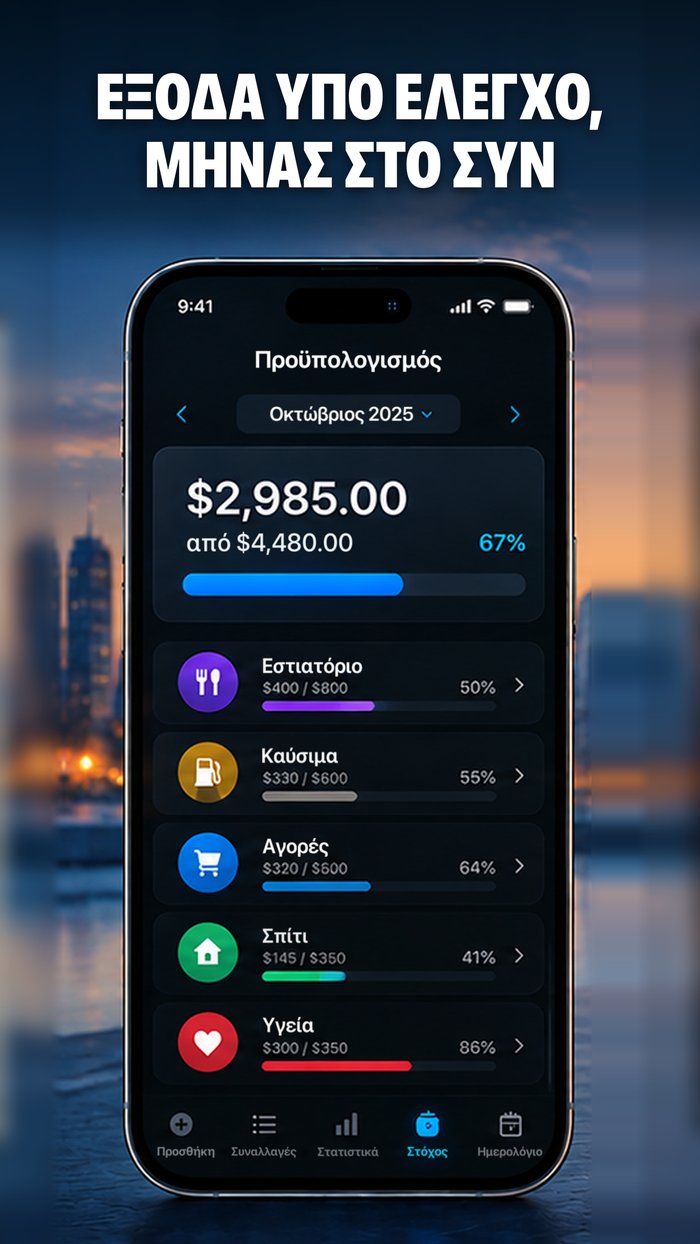 ΕΞΟΔΑ ΥΠΟ ΕΛΕΓΧΟ,
ΜΗΝΑΣ ΣΤΟ ΣΥΝ
9:41
Προϋπολογισμός
Οκτώβριος 2025
$2,985.00
από $4,480.00
67%
Εστιατόριο
$400 / $800
50%
Καύσιμα
$330 / $600
55%
Αγορές
$320 / $600
64%
Σπίτι
$145 / $350
41%
Υγεία
$300 / $350
86%
Προσθήκη
Συναλλαγές
Στατιστικά
Στόχος
Ημερολόγιο